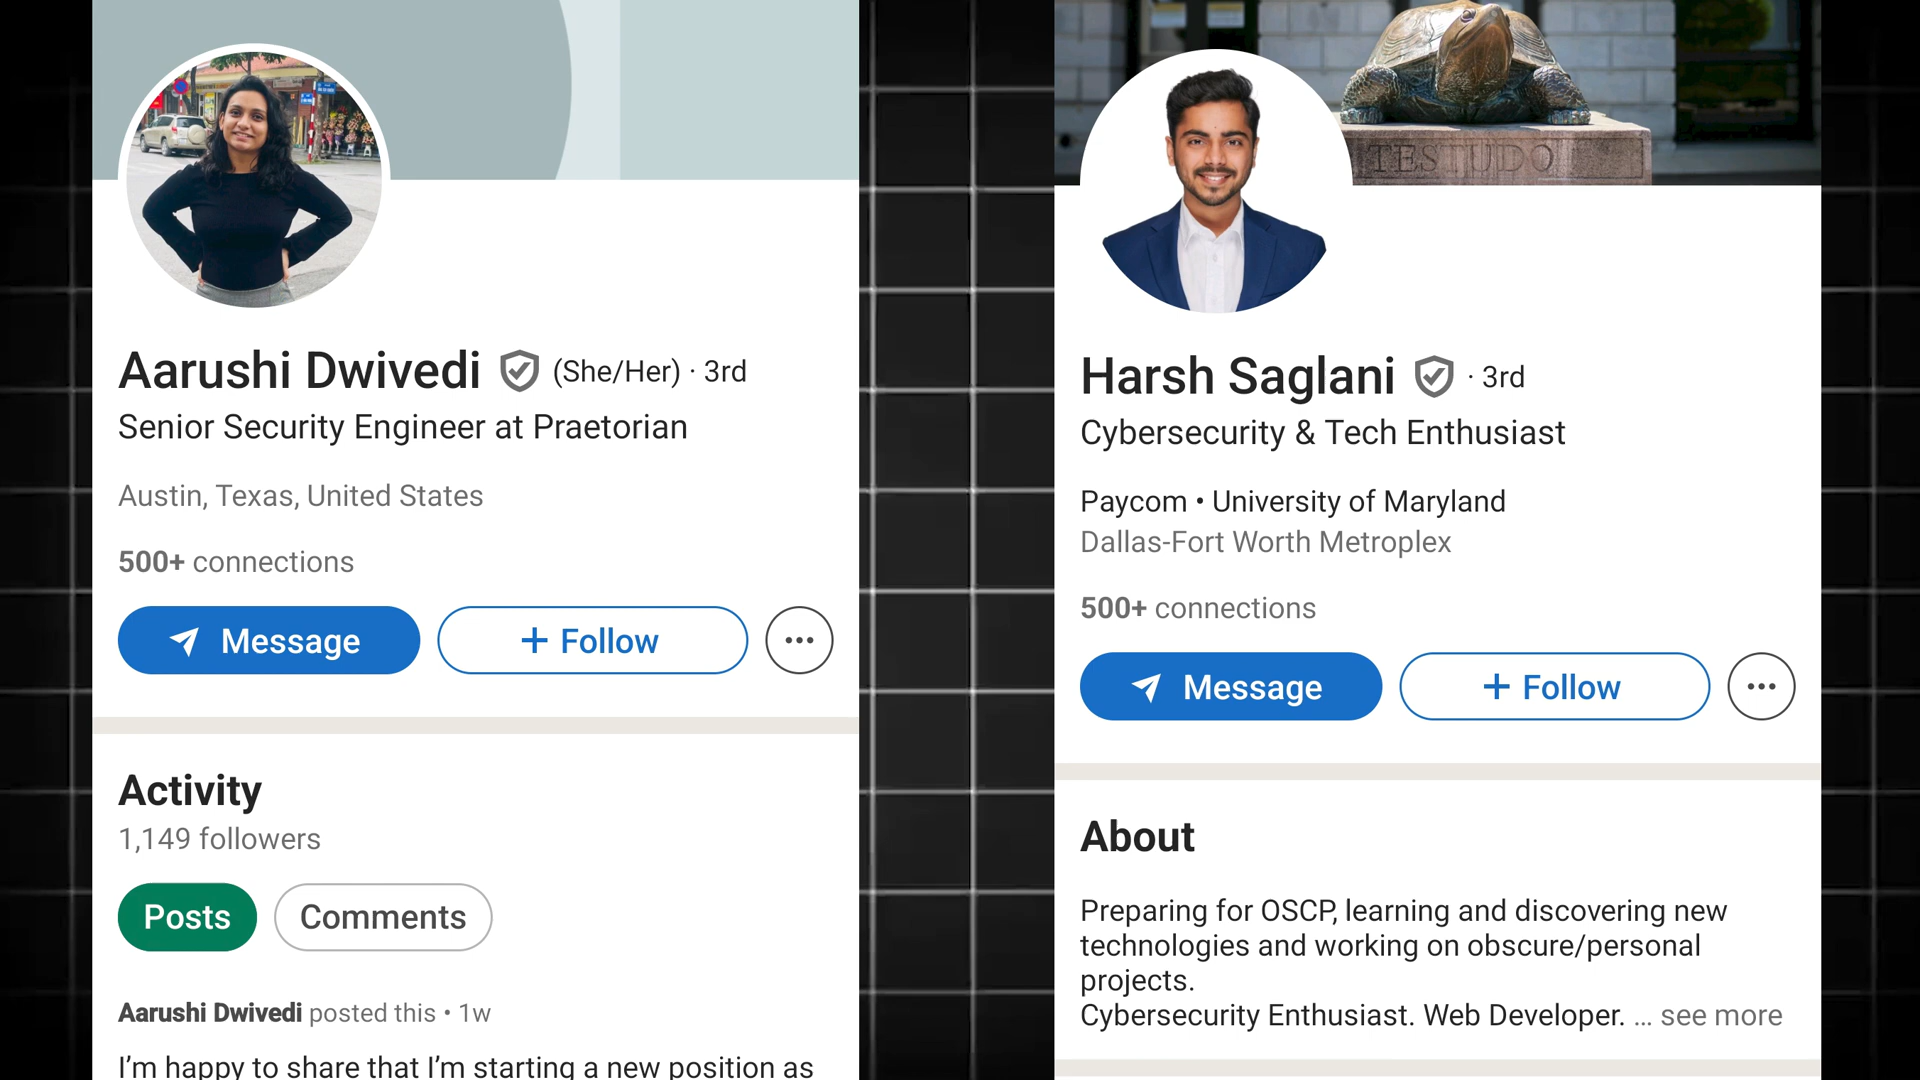 Aarushi Dwivedi (She/Her) · 3rd
Senior Security Engineer at Praetorian
Austin, Texas, United States
500+ connections
Message
+ Follow
Activity
1,149 followers
Posts
Comments
Aarushi Dwivedi posted this • 1w
I'm happy to share that I'm starting a new position as
TESTUDO
Harsh Saglani · 3rd
Cybersecurity & Tech Enthusiast
Paycom • University of Maryland
Dallas-Fort Worth Metroplex
500+ connections
Message
+ Follow
About
Preparing for OSCP, learning and discovering new
technologies and working on obscure/personal
projects.
Cybersecurity Enthusiast. Web Developer. ... see more